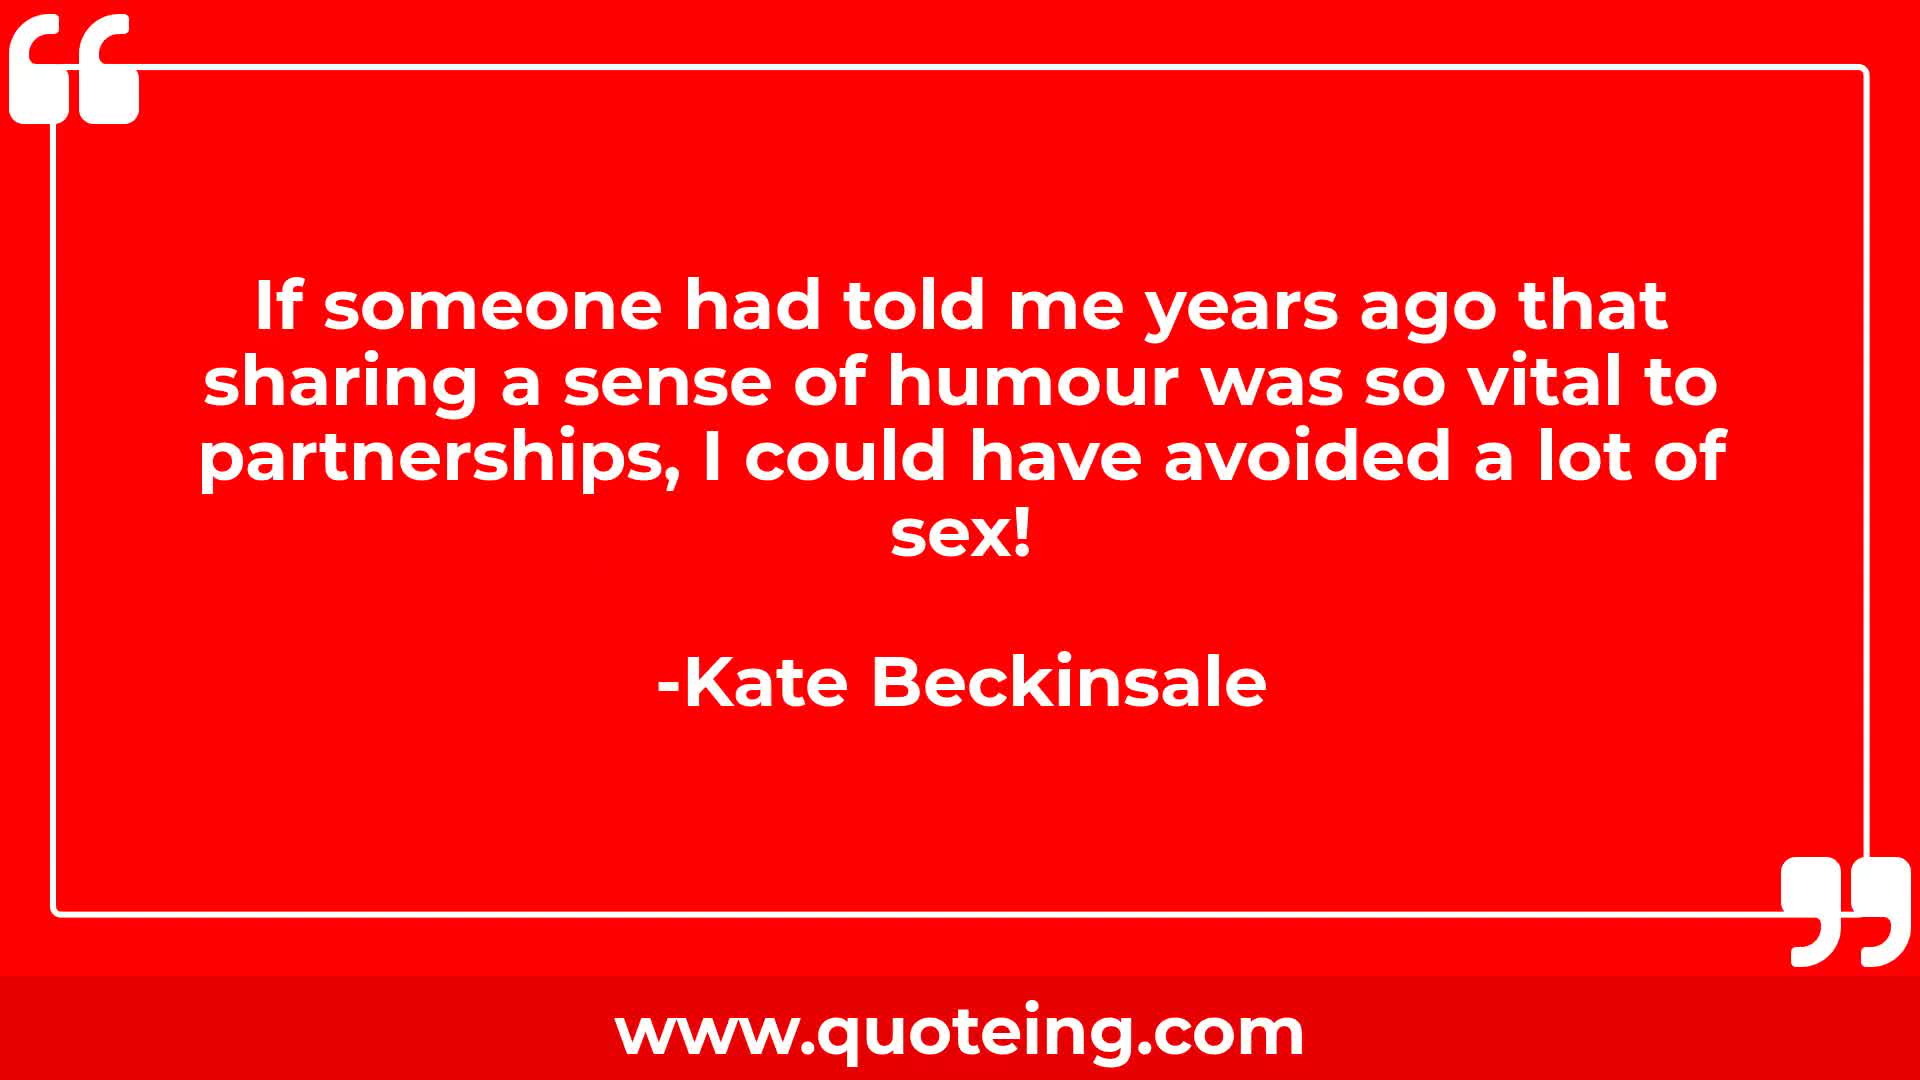 If someone had told me years ago that
sharing a sense of humour was so vital to
partnerships, I could have avoided a lot of
sex!
-Kate Beckinsale
www.quoteing.com